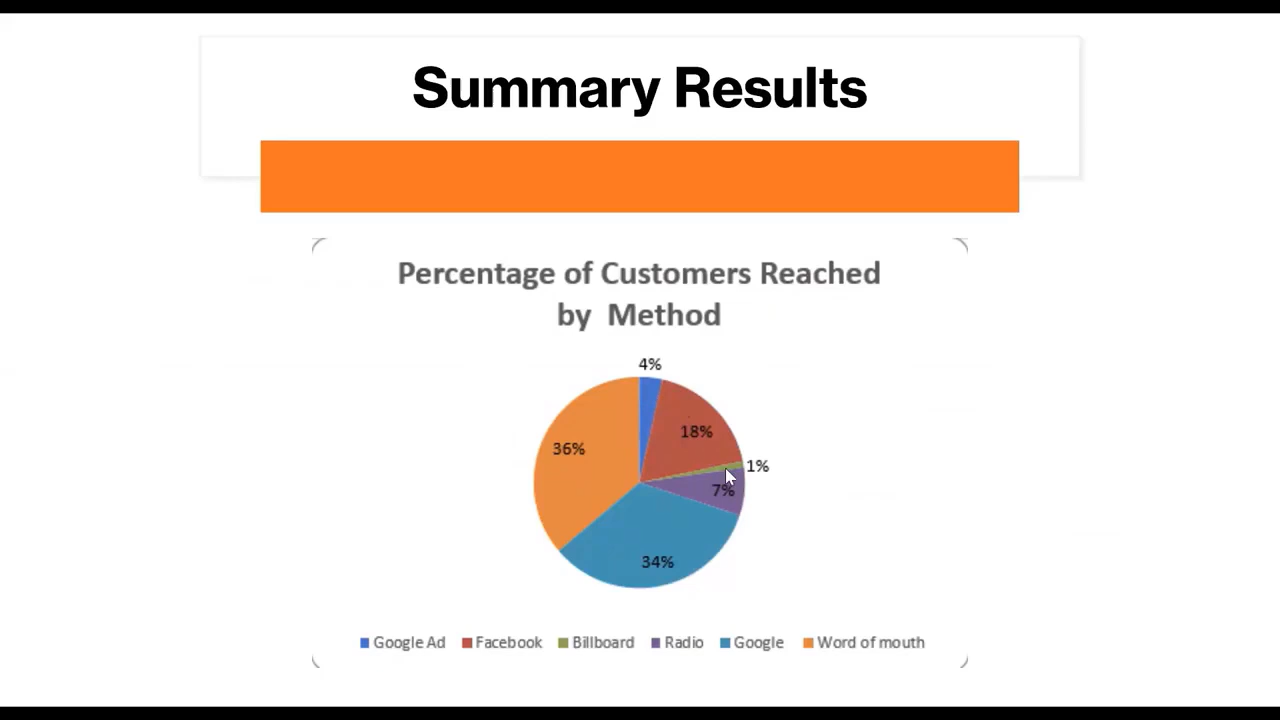 Summary Results
Percentage of Customers Reached
by Method
4%
18%
36%
1%
7%
34%
Google Ad Facebook Billboard Radio Google Word of mouth